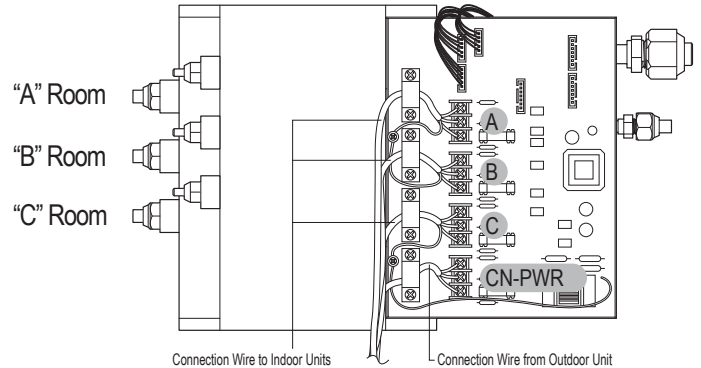 “A” Room
“B” Room
“C” Room
A
B
C
CN-PWR
Connection Wire to Indoor Units
Connection Wire from Outdoor Unit